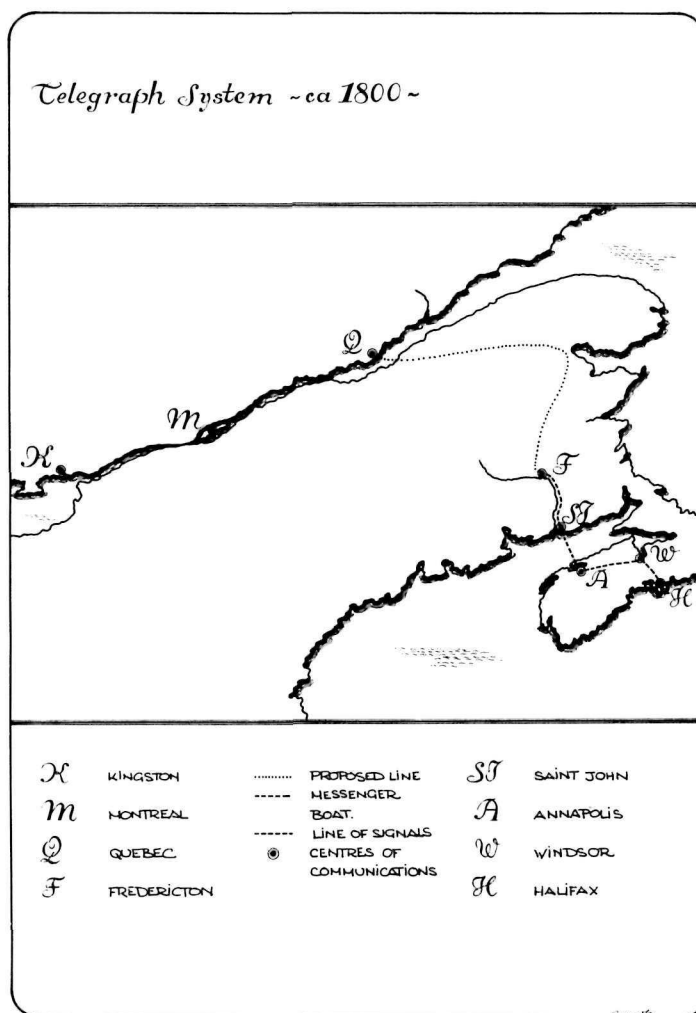 Telegraph System ~ca 1800~
Q
M
K
F
SJ
W
A
H
K KINGSTON
M MONTREAL
Q QUEBEC
F FREDERICTON
PROPOSED LINE
MESSENGER
BOAT.
LINE OF SIGNALS
CENTRES OF
COMMUNICATIONS
SJ SAINT JOHN
A ANNAPOLIS
W WINDSOR
H HALIFAX